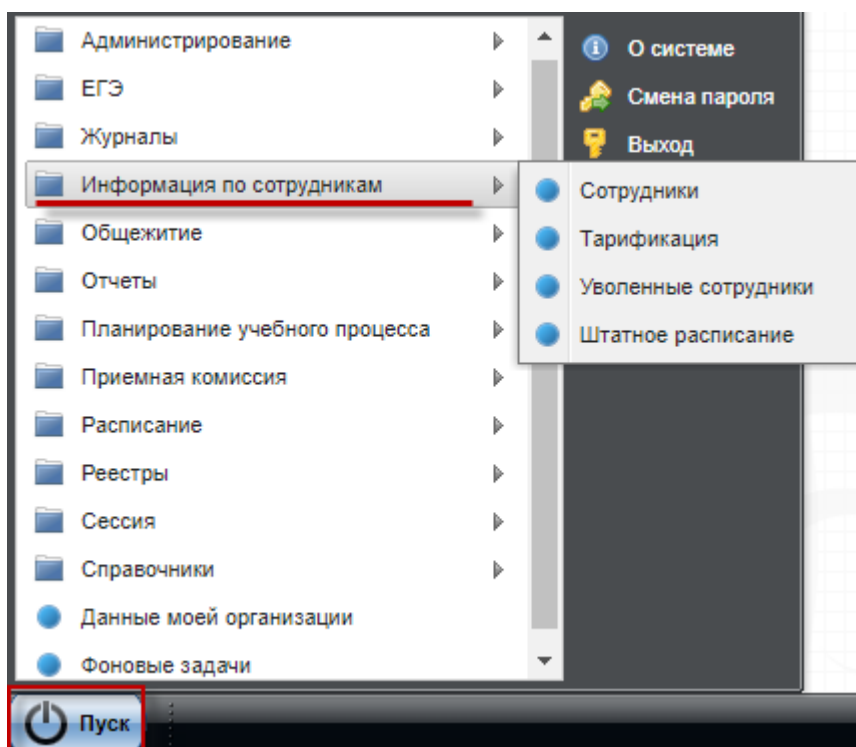 Администрирование
ЕГЭ
Журналы
Информация по сотрудникам
Общежитие
Отчеты
Планирование учебного процесса
Приемная комиссия
Расписание
Реестры
Сессия
Справочники
Данные моей организации
Фоновые задачи
О системе
Смена пароля
Выход
Сотрудники
Тарификация
Уволенные сотрудники
Штатное расписание
Пуск